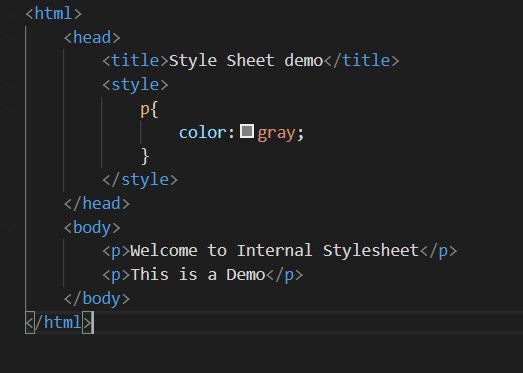 <html>
<head>
<title>Style Sheet demo</title>
<style>
p{
color:gray;
}
</style>
</head>
<body>
<p>Welcome to Internal Stylesheet</p>
<p>This is a Demo</p>
</body>
</html>